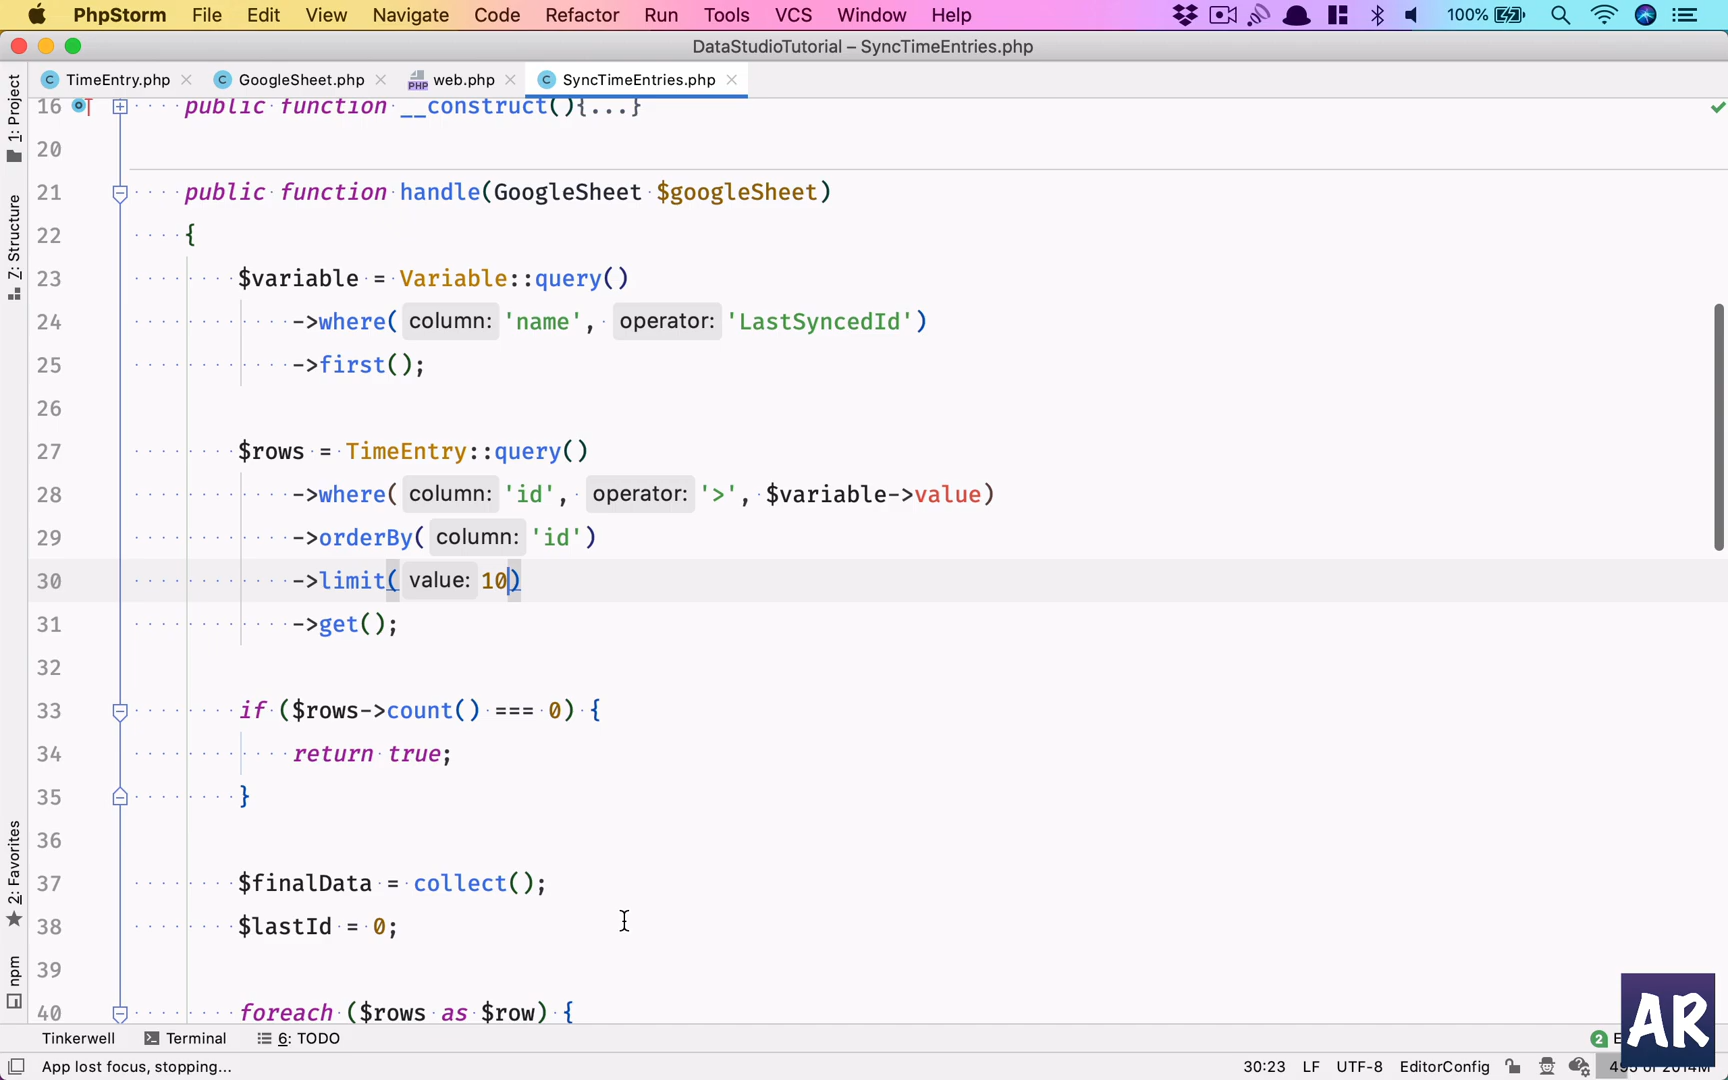 PhpStorm File Edit View Navigate Code Refactor Run Tools VCS Window Help 100%
DataStudioTutorial – SyncTimeEntries.php
TimeEntry.php GoogleSheet.php web.php SyncTimeEntries.php
1: Project
7: Structure
2: Favorites
npm
16 public function __construct(){...}
20
21 public function handle(GoogleSheet $googleSheet)
22 {
23 $variable = Variable::query()
24 ->where( column: 'name', operator: 'LastSyncedId')
25 ->first();
26
27 $rows = TimeEntry::query()
28 ->where( column: 'id', operator: '>', $variable->value)
29 ->orderBy( column: 'id')
30 ->limit( value: 10)
31 ->get();
32
33 if ($rows->count() === 0) {
34 return true;
35 }
36
37 $finalData = collect();
38 $lastId = 0;
39
40 foreach ($rows as $row) {
Tinkerwell Terminal 6: TODO 2
App lost focus, stopping... 30:23 LF UTF-8 EditorConfig
AR